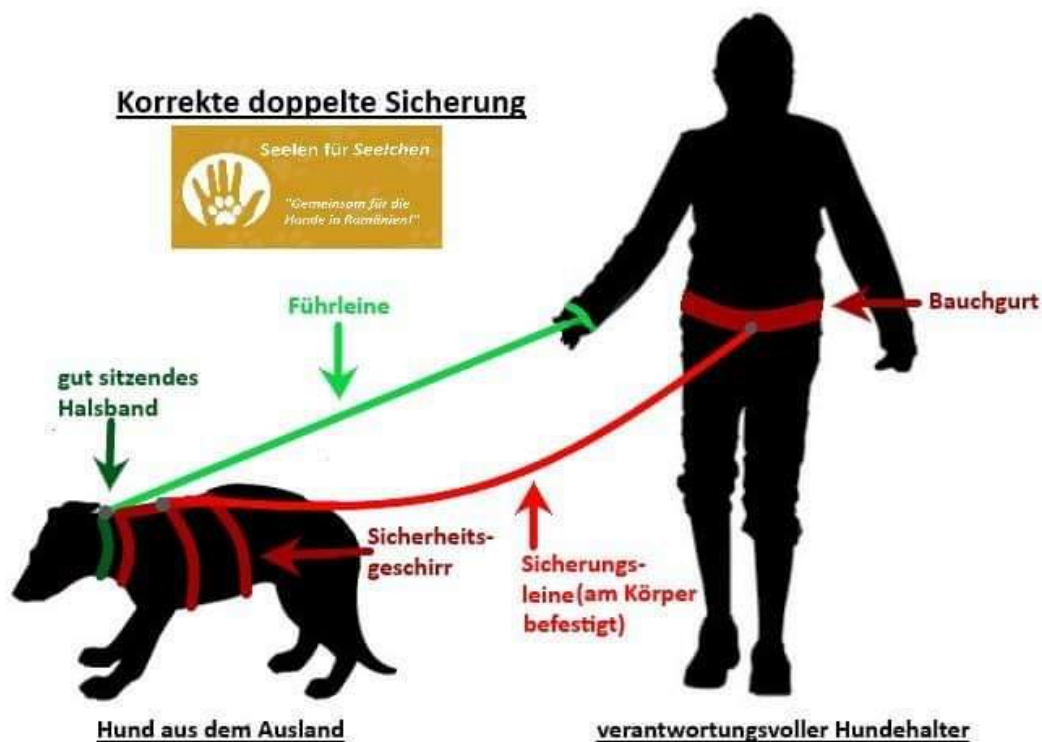 Korrekte doppelte Sicherung
Seelen für Seelchen
"Gemeinsam für die
Hunde in Rumänien!"
Führleine
Bauchgurt
gut sitzendes
Halsband
Sicherheits-
geschirr
Sicherungs-
leine(am Körper
befestigt)
Hund aus dem Ausland
verantwortungsvoller Hundehalter